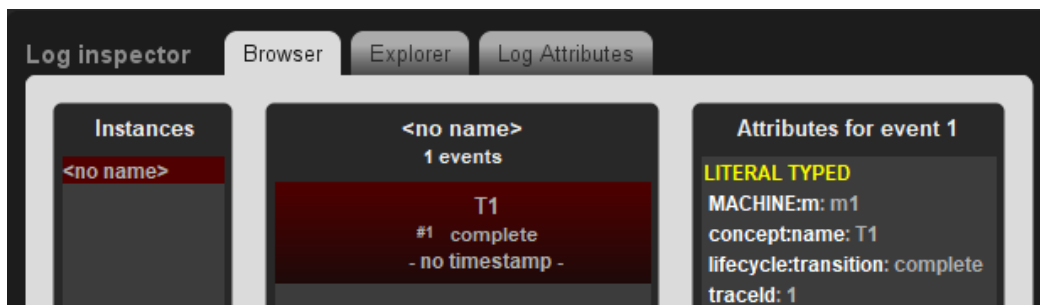 Log inspector Browser Explorer Log Attributes
Instances
<no name>
<no name>
1 events
T1
#1 complete
- no timestamp -
Attributes for event 1
LITERAL TYPED
MACHINE:m: m1
concept:name: T1
lifecycle:transition: complete
traceId: 1